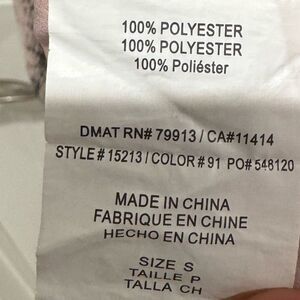 100% POLYESTER
100% POLYESTER
100% Poliéster
DMAT RN# 79913 / CA#11414
STYLE # 15213 / COLOR # 91 PO# 548120
MADE IN CHINA
FABRIQUE EN CHINE
HECHO EN CHINA
SIZE S
TAILLE P
TALLA CH